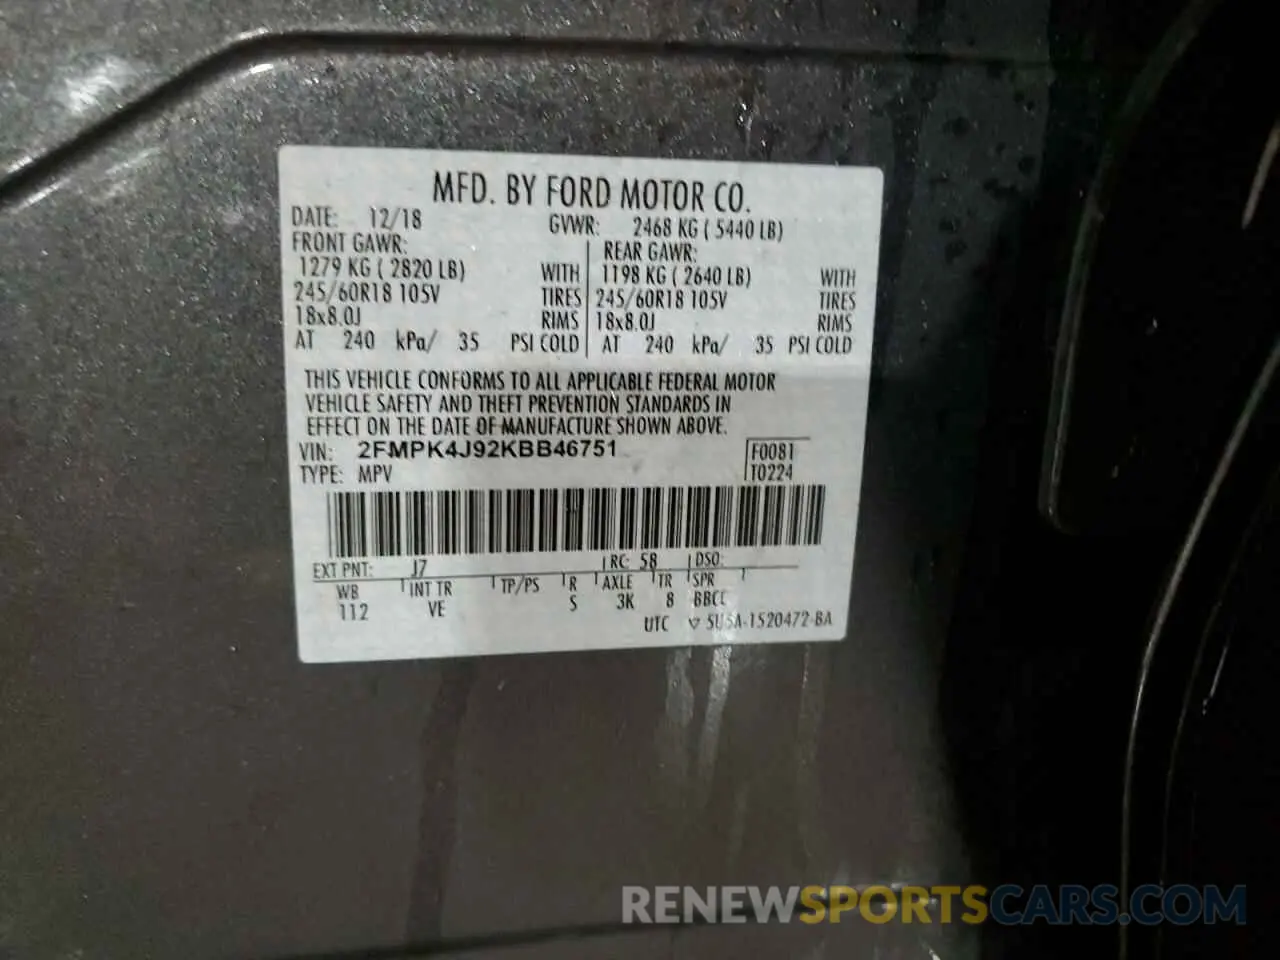 MFD. BY FORD MOTOR CO.
DATE: 12/18 GVWR: 2468 KG ( 5440 LB)
FRONT GAWR: REAR GAWR:
1279 KG ( 2820 LB) WITH 1198 KG ( 2640 LB) WITH
245/60R18 105V TIRES 245/60R18 105V TIRES
18x8.0J RIMS 18x8.0J RIMS
AT 240 kPa/ 35 PSI COLD AT 240 kPa/ 35 PSI COLD
THIS VEHICLE CONFORMS TO ALL APPLICABLE FEDERAL MOTOR
VEHICLE SAFETY AND THEFT PREVENTION STANDARDS IN
EFFECT ON THE DATE OF MANUFACTURE SHOWN ABOVE.
VIN: 2FMPK4J92KBB46751 F0081
TYPE: MPV T0224
EXT PNT: J7 RC: 58 DSO:
WB INT TR TP/PS R AXLE TR SPR
112 VE S 3K 8 BBCC
UTC ▽ 5U5A-1520472-BA
RENEWSPORTSCARS.COM